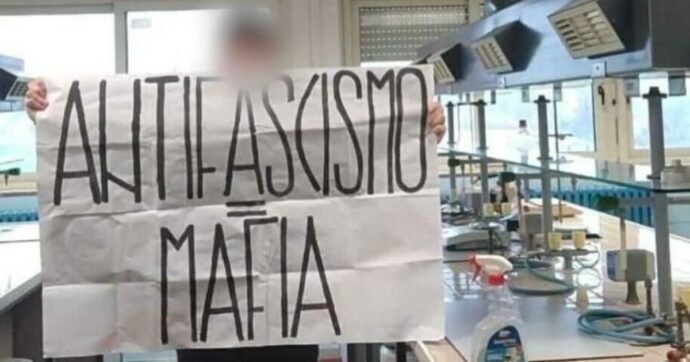 ANTIFASCISMO
=
MAFIA